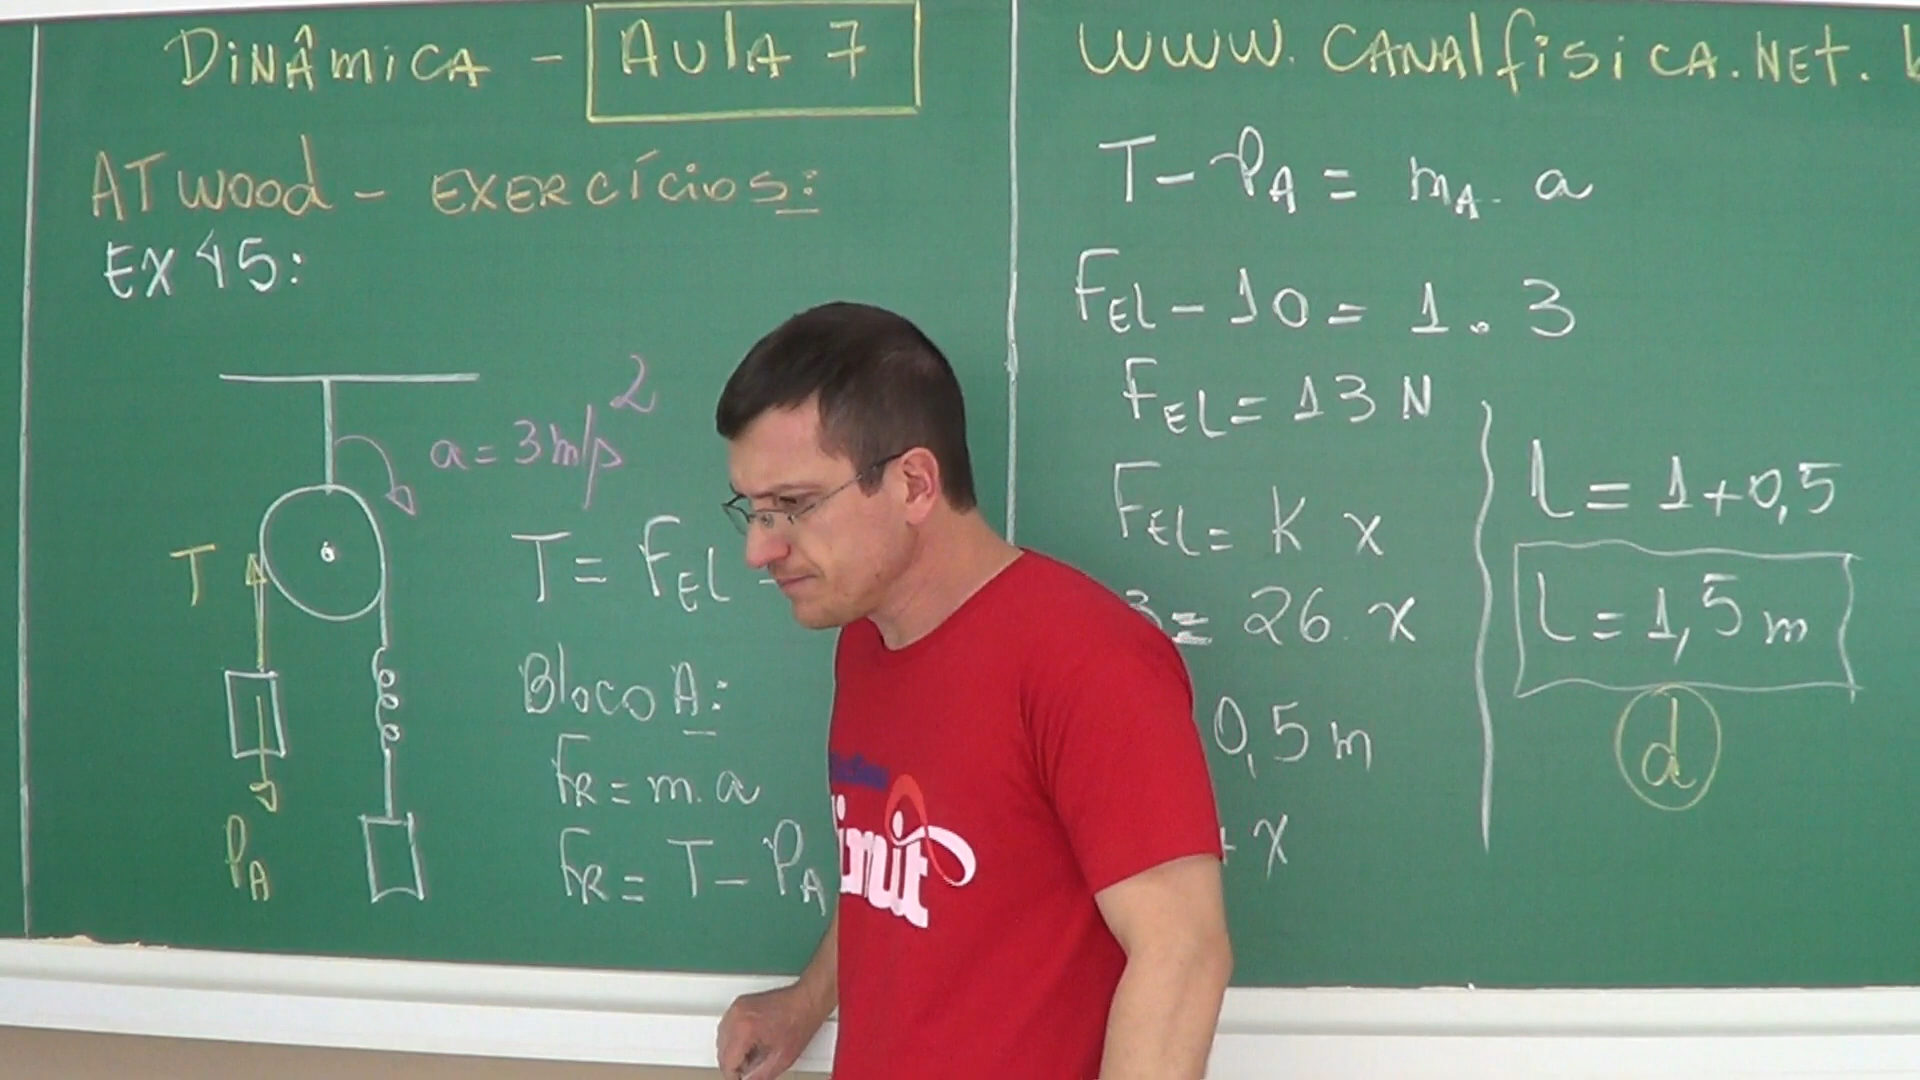 DINÂMICA - AULA 7
ATWOOD - EXERCÍCIOS:
EX 45:
a = 3 m/s²
T
PA
T = FEL =
BLOCO A:
FR = m . a
FR = T - PA
WWW.CANALFISICA.NET.
T - PA = mA . a
FEL - 10 = 1 . 3
FEL = 13 N
FEL = K x
3 = 26 . x
0,5 m
+ x
L = 1 + 0,5
L = 1,5 m
d